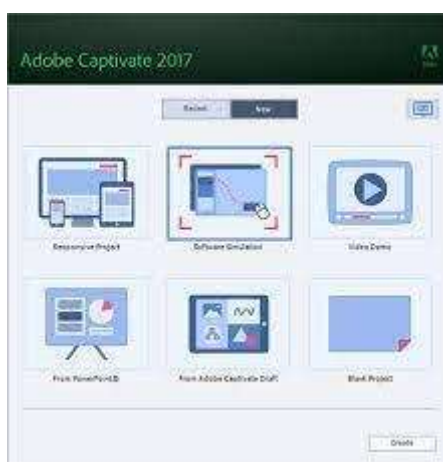 Adobe Captivate 2017
Recent New
Responsive Project Software Simulation Video Demo
From PowerPoint From Adobe Captivate Draft Blank Project
Create